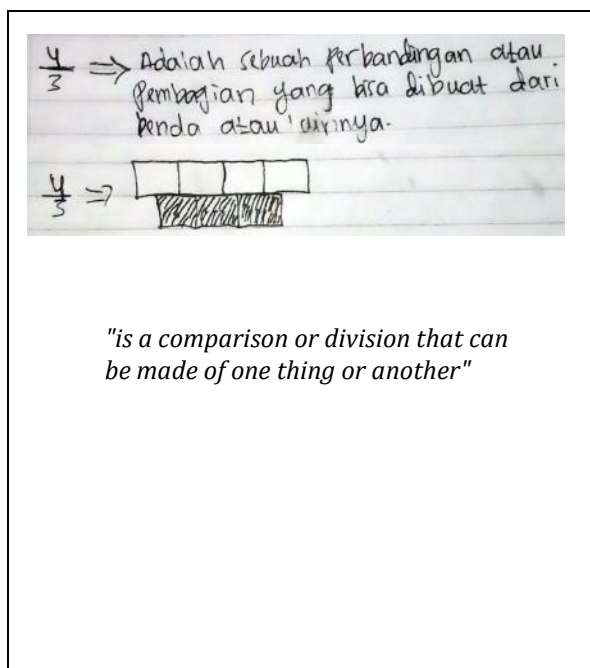 4/3 ⇒ Adalah sebuah perbandingan atau
pembagian yang bisa dibuat dari
benda atau
4/3 ⇒
"is a comparison or division that can
be made of one thing or another"